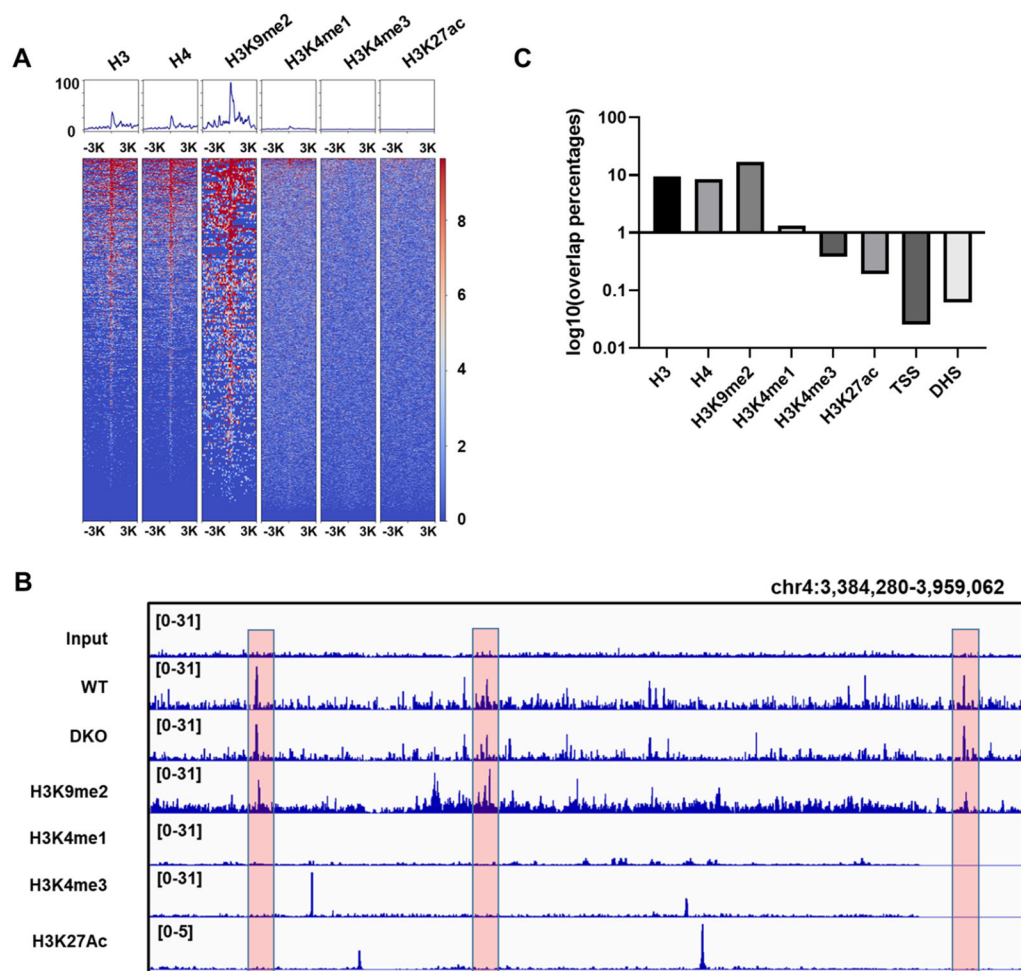 A
H3 H4 H3K9me2 H3K4me1 H3K4me3 H3K27ac
100
0
-3K 3K -3K 3K -3K 3K -3K 3K -3K 3K -3K 3K
8
6
4
2
0
-3K 3K -3K 3K -3K 3K -3K 3K -3K 3K -3K 3K
C
log10(overlap percentages)
100
10
1
0.1
0.01
H3 H4 H3K9me2 H3K4me1 H3K4me3 H3K27ac TSS DHS
B
chr4:3,384,280-3,959,062
Input [0-31]
WT [0-31]
DKO [0-31]
H3K9me2 [0-31]
H3K4me1 [0-31]
H3K4me3 [0-31]
H3K27Ac [0-5]